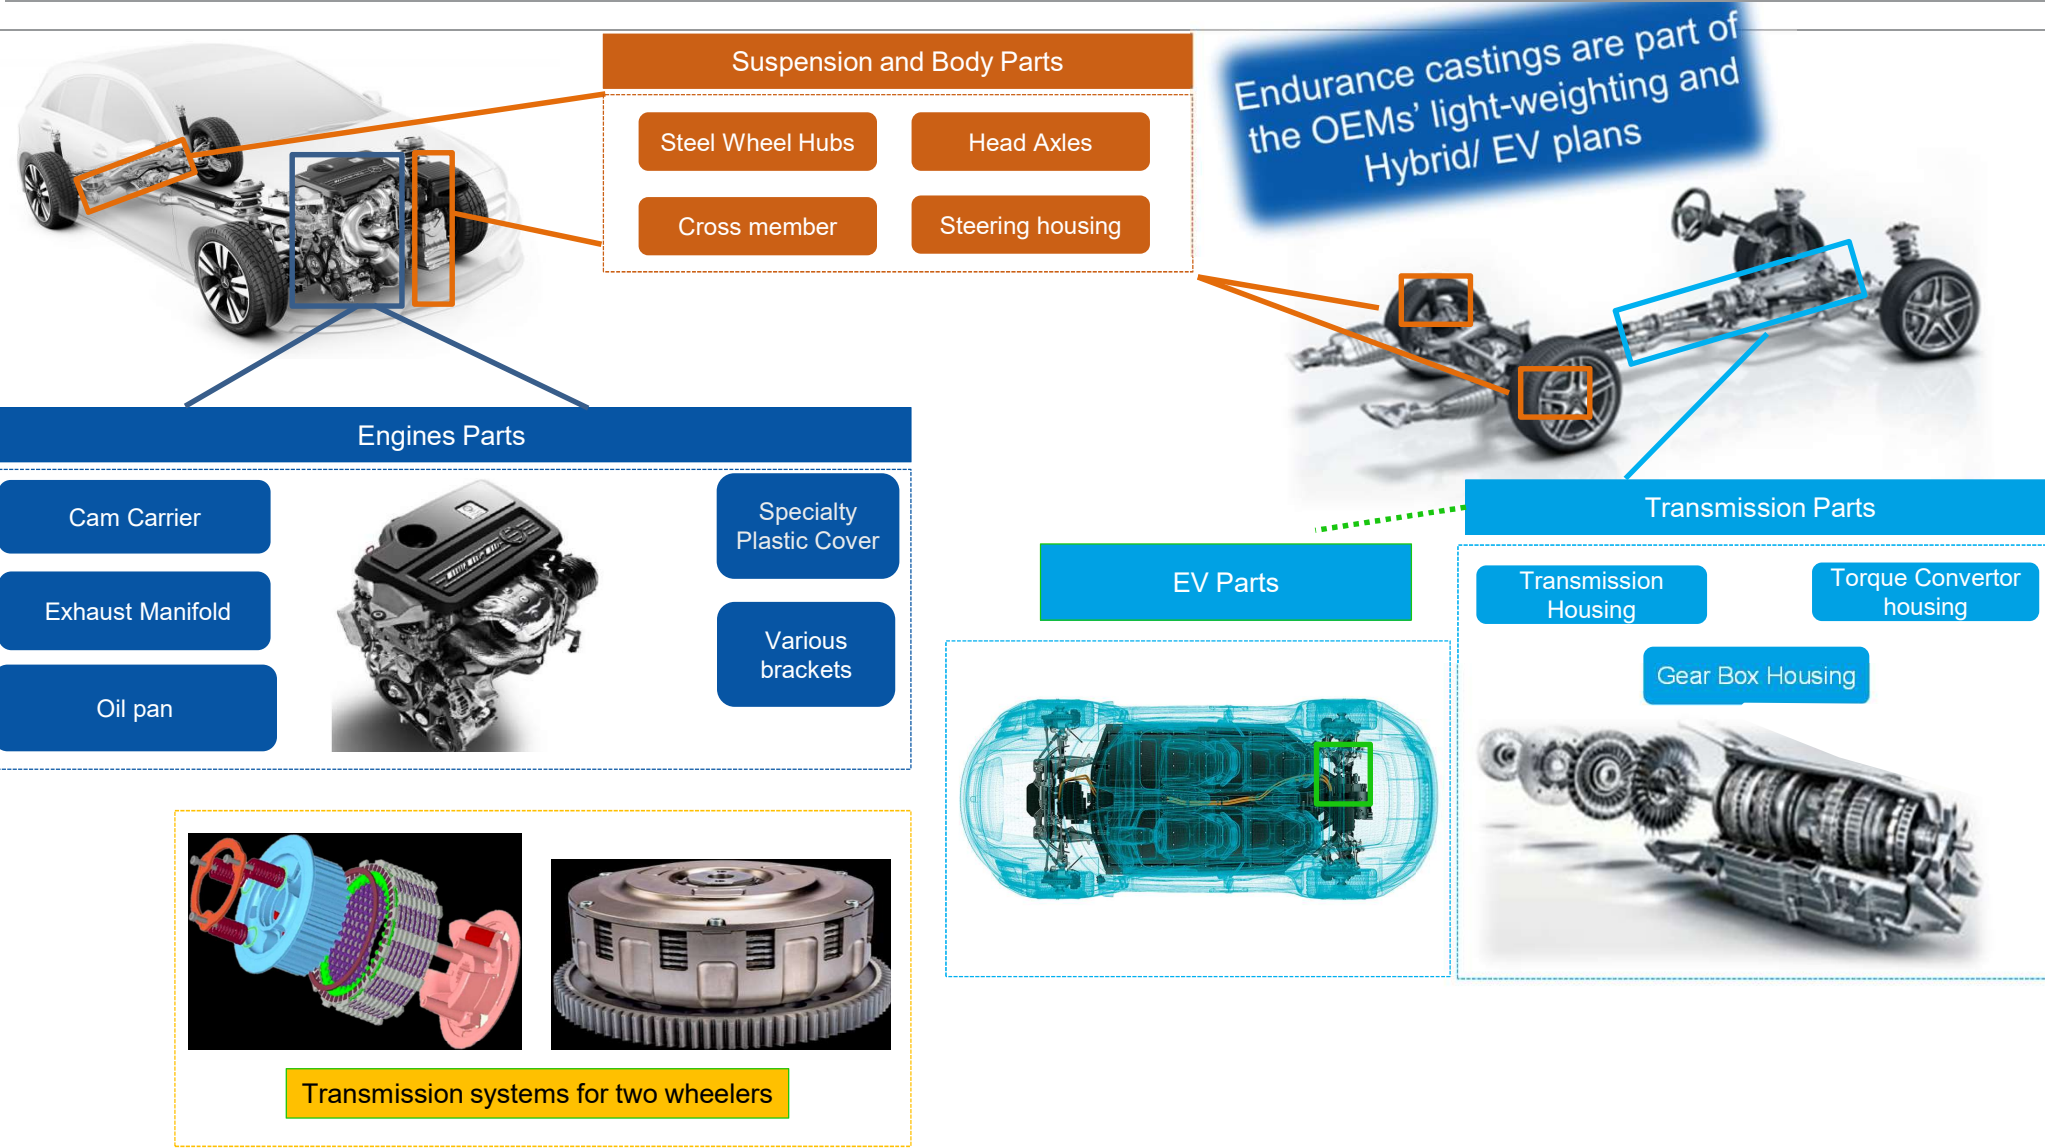 Suspension and Body Parts
Steel Wheel Hubs
Head Axles
Cross member
Steering housing
Endurance castings are part of
the OEMs’ light-weighting and
Hybrid/ EV plans
Engines Parts
Cam Carrier
Exhaust Manifold
Oil pan
Specialty
Plastic Cover
Various
brackets
EV Parts
Transmission Parts
Transmission
Housing
Torque Convertor
housing
Gear Box Housing
Transmission systems for two wheelers